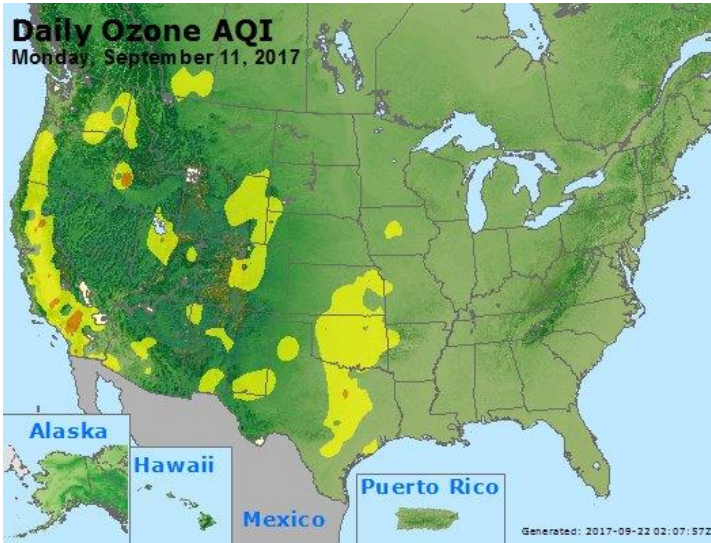 Daily Ozone AQI
Monday, September 11, 2017
Alaska
Hawaii
Mexico
Puerto Rico
Generated: 2017-09-22 02:07:57Z